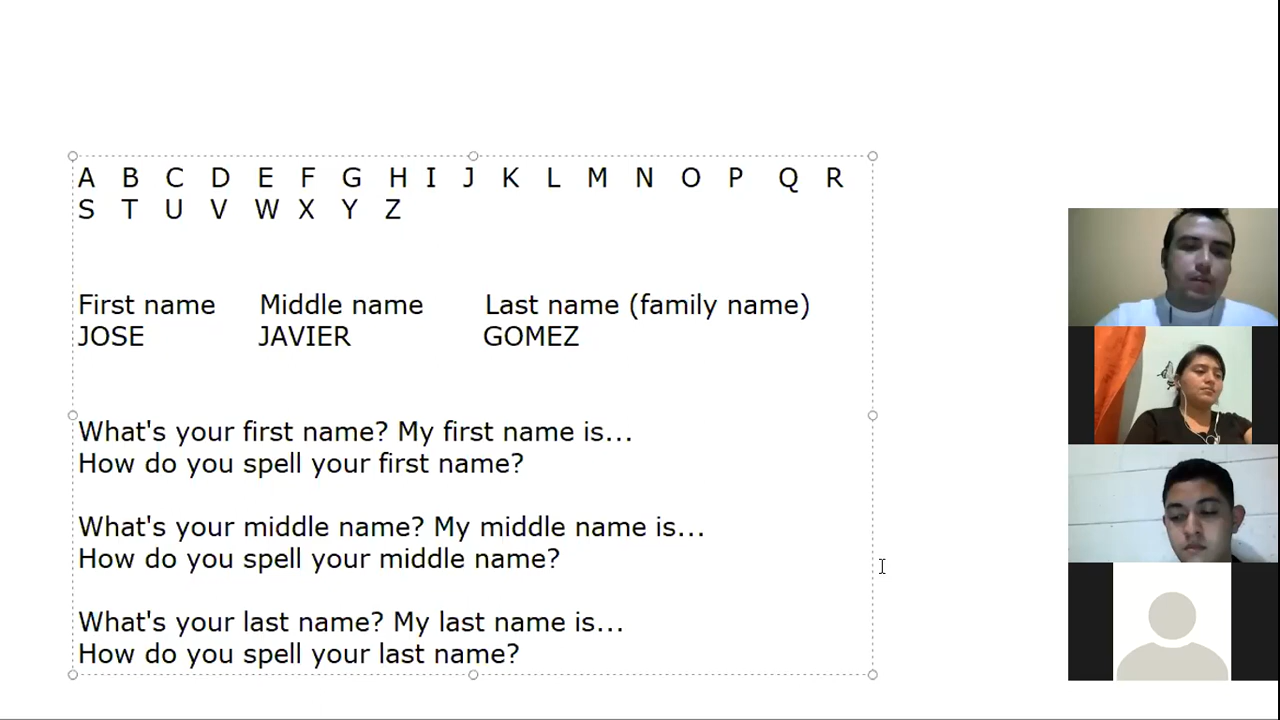 A B C D E F G H I J K L M N O P Q R
S T U V W X Y Z
First name Middle name Last name (family name)
JOSE JAVIER GOMEZ
What's your first name? My first name is...
How do you spell your first name?
What's your middle name? My middle name is...
How do you spell your middle name?
What's your last name? My last name is...
How do you spell your last name?